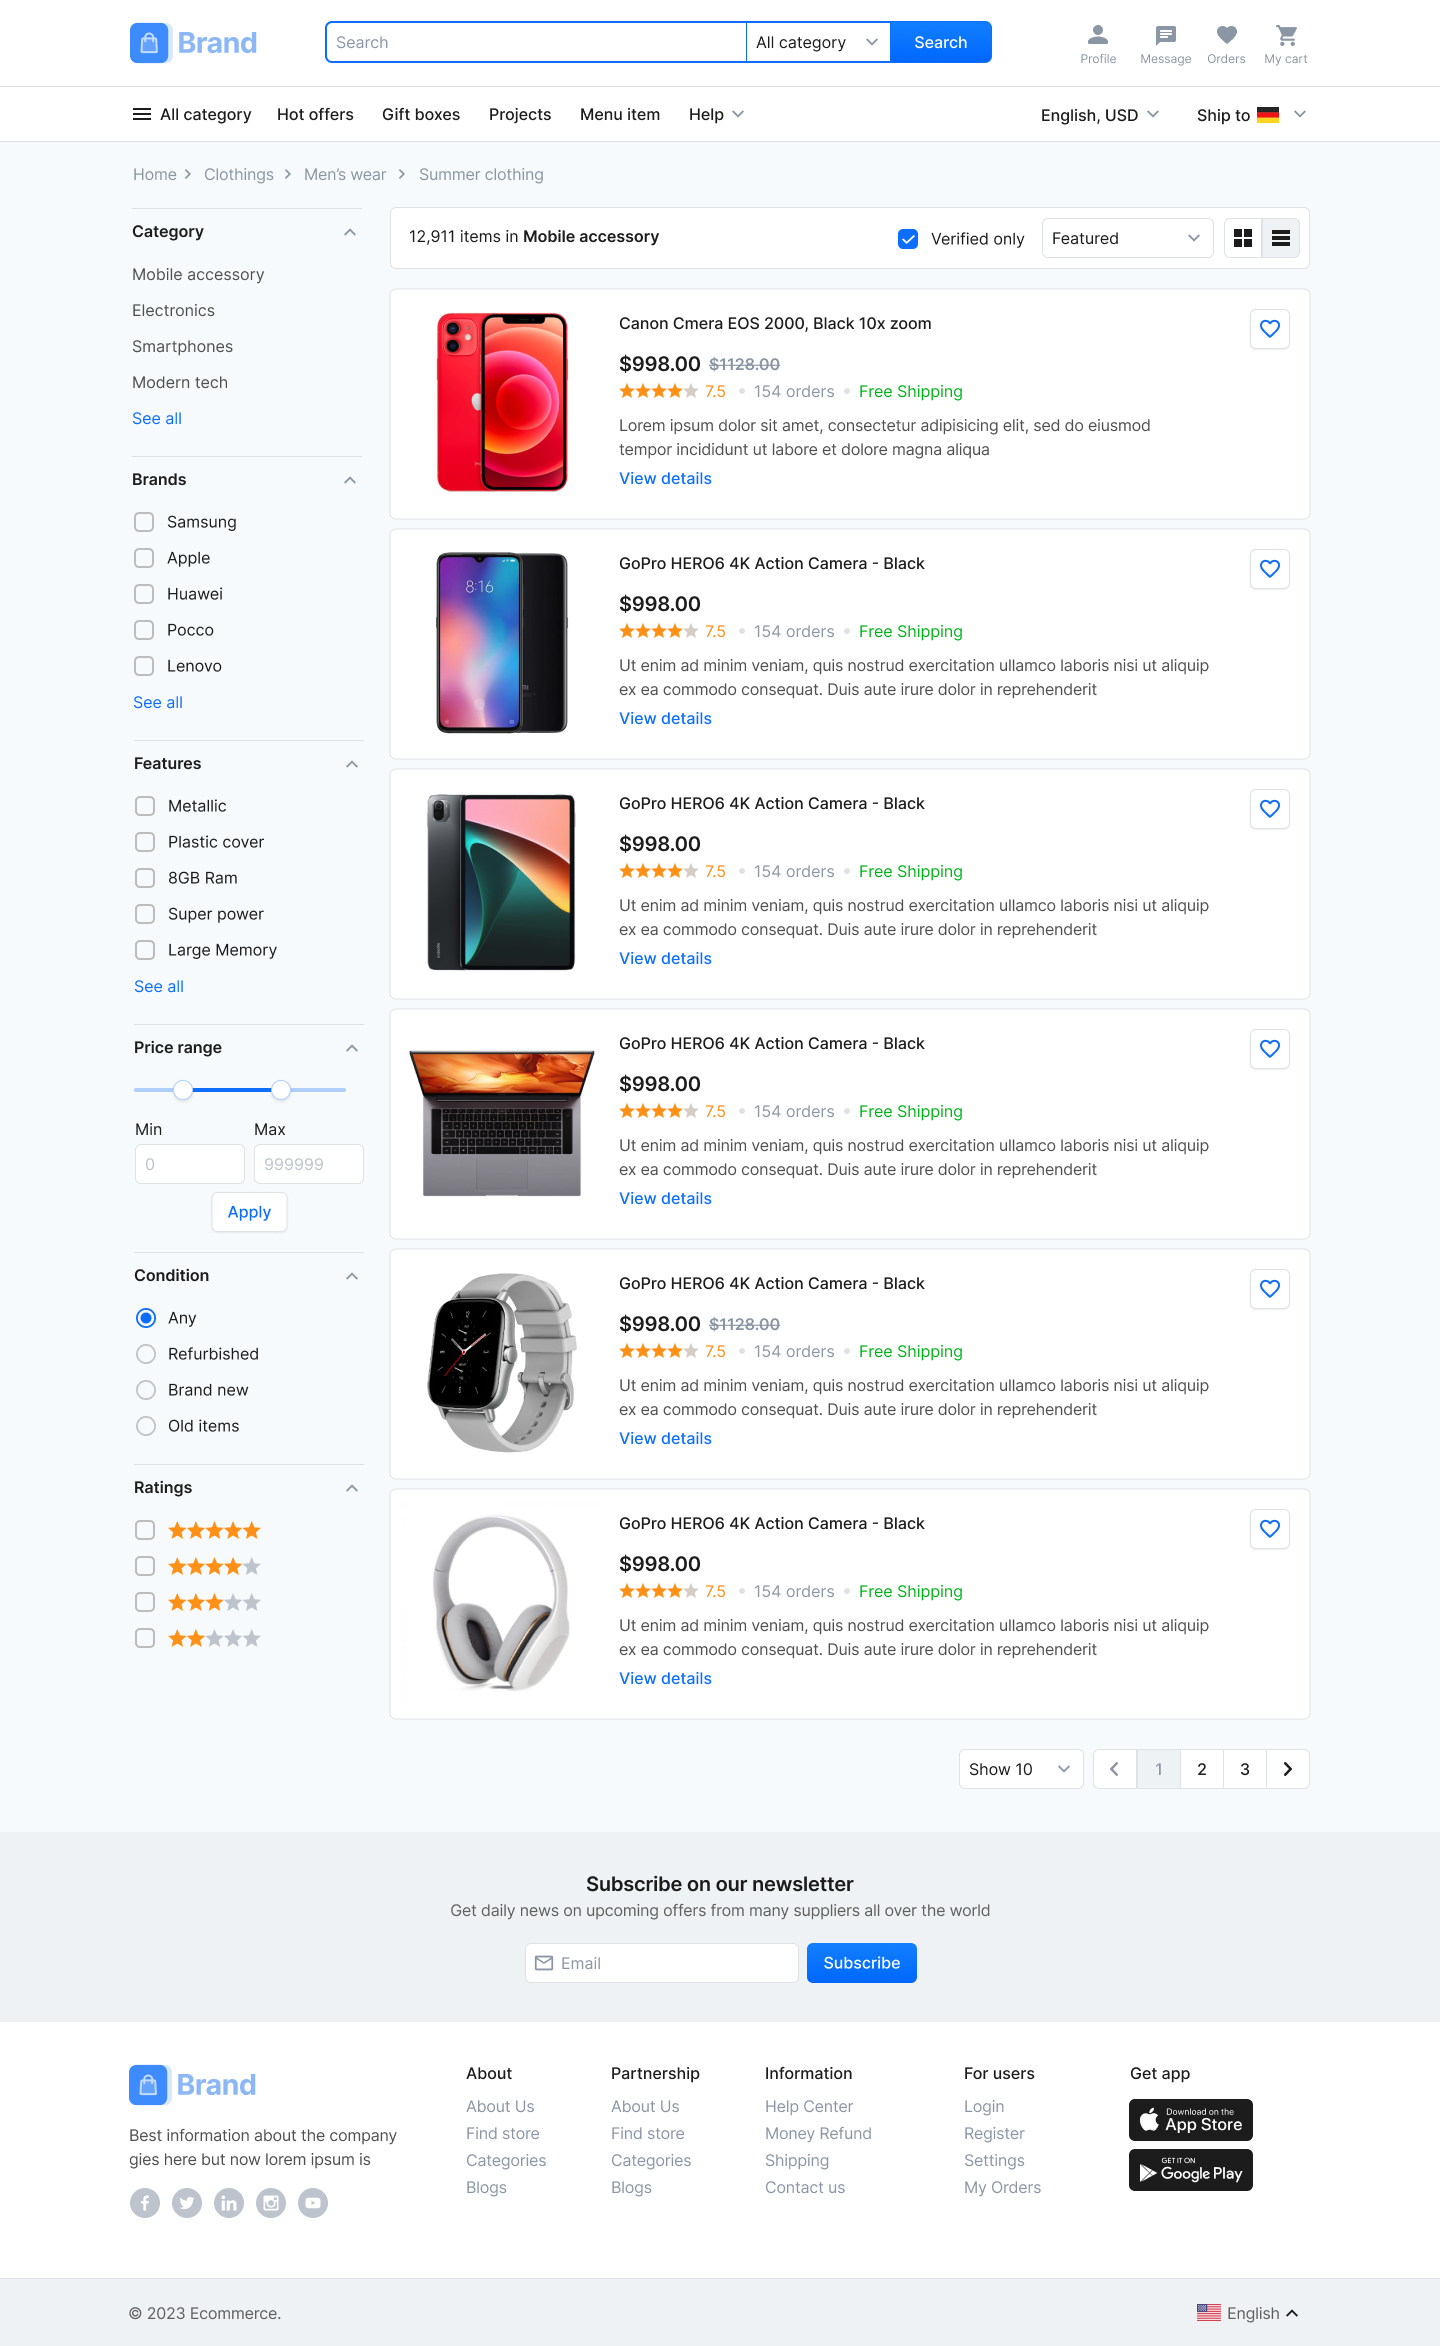 Brand
Search
All category
Search
Profile
Message
Orders
My cart
All category
Hot offers
Gift boxes
Projects
Menu item
Help
English, USD
Ship to
Home
Clothings
Men’s wear
Summer clothing
Category
Mobile accessory
Electronics
Smartphones
Modern tech
See all
Brands
Samsung
Apple
Huawei
Pocco
Lenovo
See all
Features
Metallic
Plastic cover
8GB Ram
Super power
Large Memory
See all
Price range
Min
Max
0
999999
Apply
Condition
Any
Refurbished
Brand new
Old items
Ratings
12,911 items in Mobile accessory
Verified only
Featured
Canon Cmera EOS 2000, Black 10x zoom
$998.00 $1128.00
7.5
154 orders
Free Shipping
Lorem ipsum dolor sit amet, consectetur adipisicing elit, sed do eiusmod
tempor incididunt ut labore et dolore magna aliqua
View details
8:16
GoPro HERO6 4K Action Camera - Black
$998.00
7.5
154 orders
Free Shipping
Ut enim ad minim veniam, quis nostrud exercitation ullamco laboris nisi ut aliquip
ex ea commodo consequat. Duis aute irure dolor in reprehenderit
View details
GoPro HERO6 4K Action Camera - Black
$998.00
7.5
154 orders
Free Shipping
Ut enim ad minim veniam, quis nostrud exercitation ullamco laboris nisi ut aliquip
ex ea commodo consequat. Duis aute irure dolor in reprehenderit
View details
GoPro HERO6 4K Action Camera - Black
$998.00
7.5
154 orders
Free Shipping
Ut enim ad minim veniam, quis nostrud exercitation ullamco laboris nisi ut aliquip
ex ea commodo consequat. Duis aute irure dolor in reprehenderit
View details
GoPro HERO6 4K Action Camera - Black
$998.00 $1128.00
7.5
154 orders
Free Shipping
Ut enim ad minim veniam, quis nostrud exercitation ullamco laboris nisi ut aliquip
ex ea commodo consequat. Duis aute irure dolor in reprehenderit
View details
GoPro HERO6 4K Action Camera - Black
$998.00
7.5
154 orders
Free Shipping
Ut enim ad minim veniam, quis nostrud exercitation ullamco laboris nisi ut aliquip
ex ea commodo consequat. Duis aute irure dolor in reprehenderit
View details
Show 10
1
2
3
Subscribe on our newsletter
Get daily news on upcoming offers from many suppliers all over the world
Email
Subscribe
Brand
Best information about the company
gies here but now lorem ipsum is
About
About Us
Find store
Categories
Blogs
Partnership
About Us
Find store
Categories
Blogs
Information
Help Center
Money Refund
Shipping
Contact us
For users
Login
Register
Settings
My Orders
Get app
Download on the
App Store
GET IT ON
Google Play
© 2023 Ecommerce.
English